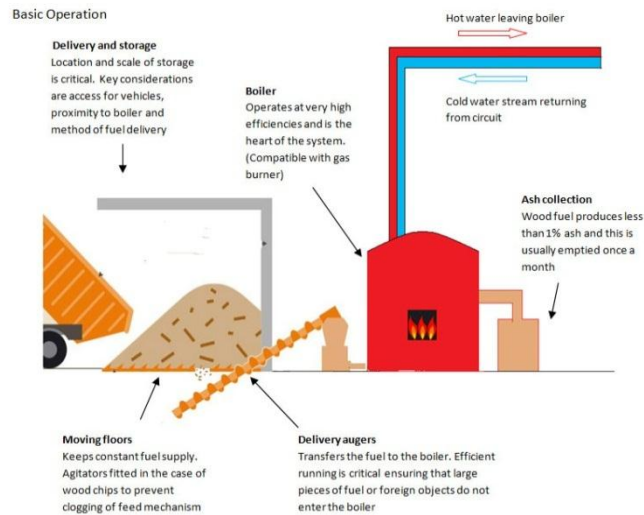 Basic Operation
Hot water leaving boiler
Delivery and storage
Location and scale of storage
is critical. Key considerations
are access for vehicles,
proximity to boiler and
method of fuel delivery
Boiler
Operates at very high
efficiencies and is the
heart of the system.
(Compatible with gas
burner)
Cold water stream returning
from circuit
Ash collection
Wood fuel produces less
than 1% ash and this is
usually emptied once a
month
Moving floors
Keeps constant fuel supply.
Agitators fitted in the case of
wood chips to prevent
clogging of feed mechanism
Delivery augers
Transfers the fuel to the boiler. Efficient
running is critical ensuring that large
pieces of fuel or foreign objects do not
enter the boiler